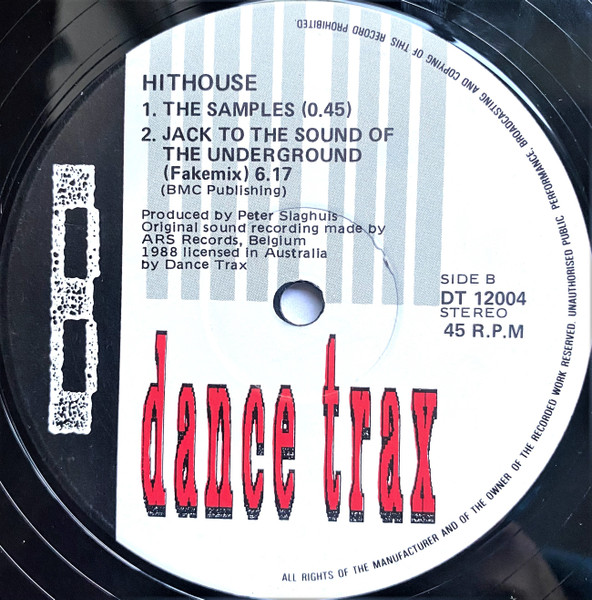 HITHOUSE
1. THE SAMPLES (0.45)
2. JACK TO THE SOUND OF
THE UNDERGROUND
(Fakemix) 6.17
(BMC Publishing)
Produced by Peter Slaghuis
Original sound recording made by
ARS Records, Belgium
1988 licensed in Australia
by Dance Trax
SIDE B
DT 12004
STEREO
45 R.P.M
dance trax
ALL RIGHTS OF THE MANUFACTURER AND OF THE OWNER OF THE RECORDED WORK RESERVED. UNAUTHORISED PUBLIC PERFORMANCE, BROADCASTING AND COPYING OF THIS RECORD PROHIBITED.